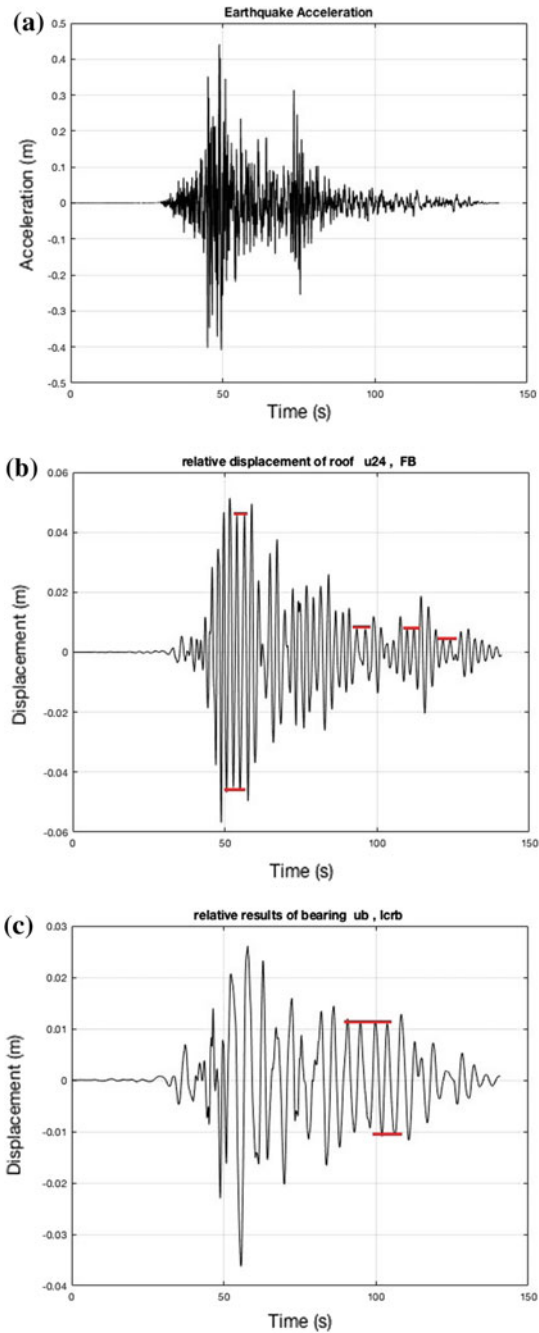 (a)
Earthquake Acceleration
Acceleration (m)
0.5
0.4
0.3
0.2
0.1
0
-0.1
-0.2
-0.3
-0.4
-0.5
0 50 100 150
Time (s)
(b)
relative displacement of roof u24 , FB
Displacement (m)
0.06
0.04
0.02
0
-0.02
-0.04
-0.06
0 50 100 150
Time (s)
(c)
relative results of bearing ub , lcrb
Displacement (m)
0.03
0.02
0.01
0
-0.01
-0.02
-0.03
-0.04
0 50 100 150
Time (s)